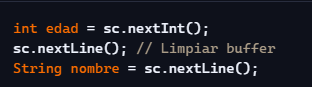 int edad = sc.nextInt();
sc.nextLine(); // Limpiar buffer
String nombre = sc.nextLine();